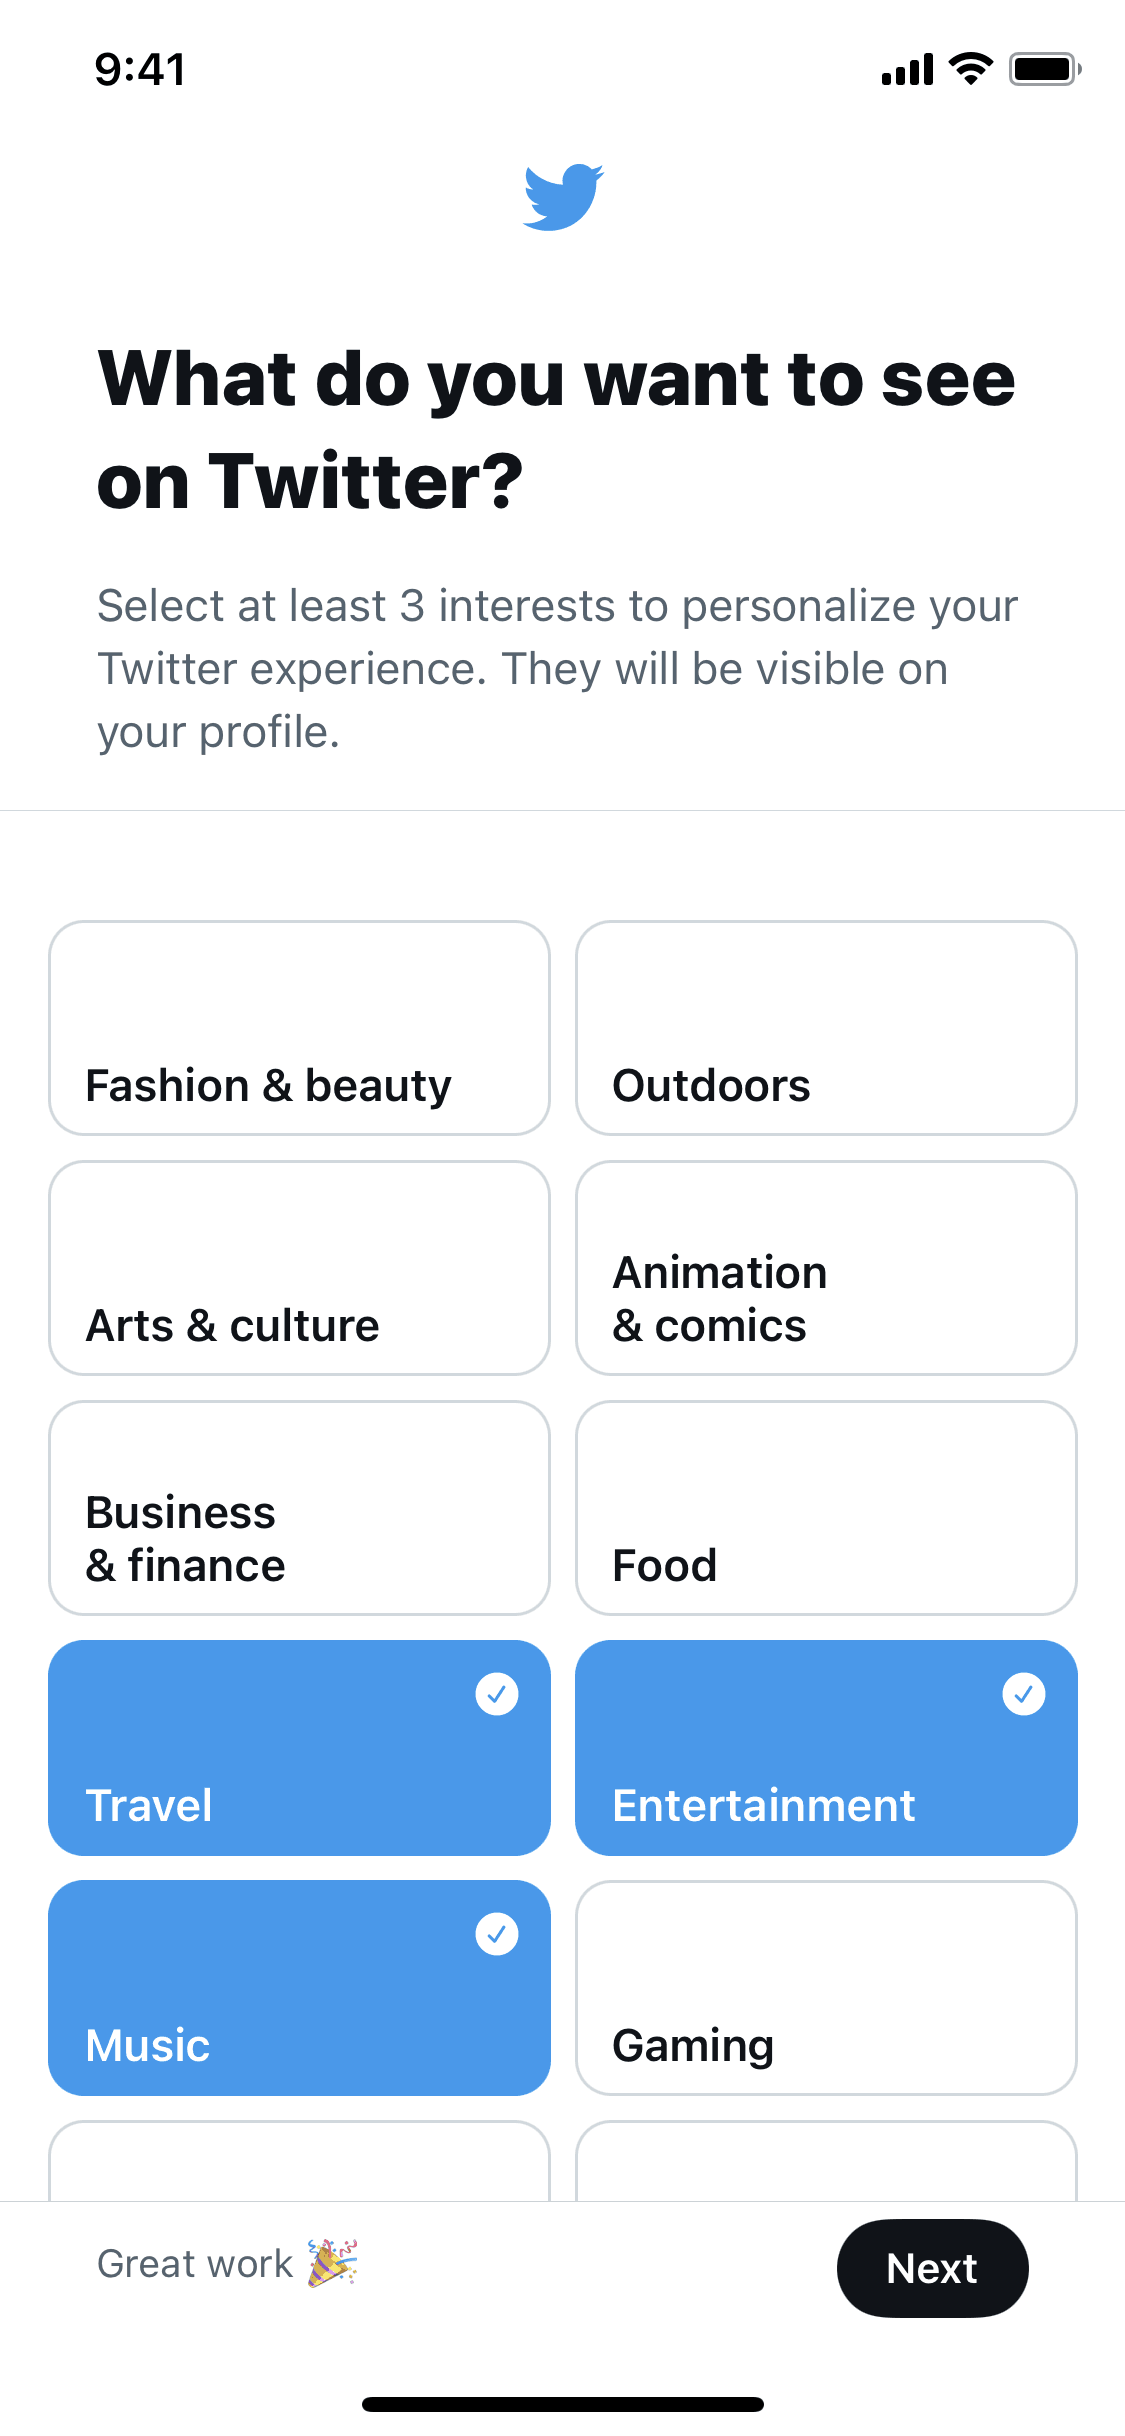 9:41
What do you want to see
on Twitter?
Select at least 3 interests to personalize your
Twitter experience. They will be visible on
your profile.
Fashion & beauty
Outdoors
Arts & culture
Animation
& comics
Business
& finance
Food
Travel
Entertainment
Music
Gaming
Great work 🎉
Next